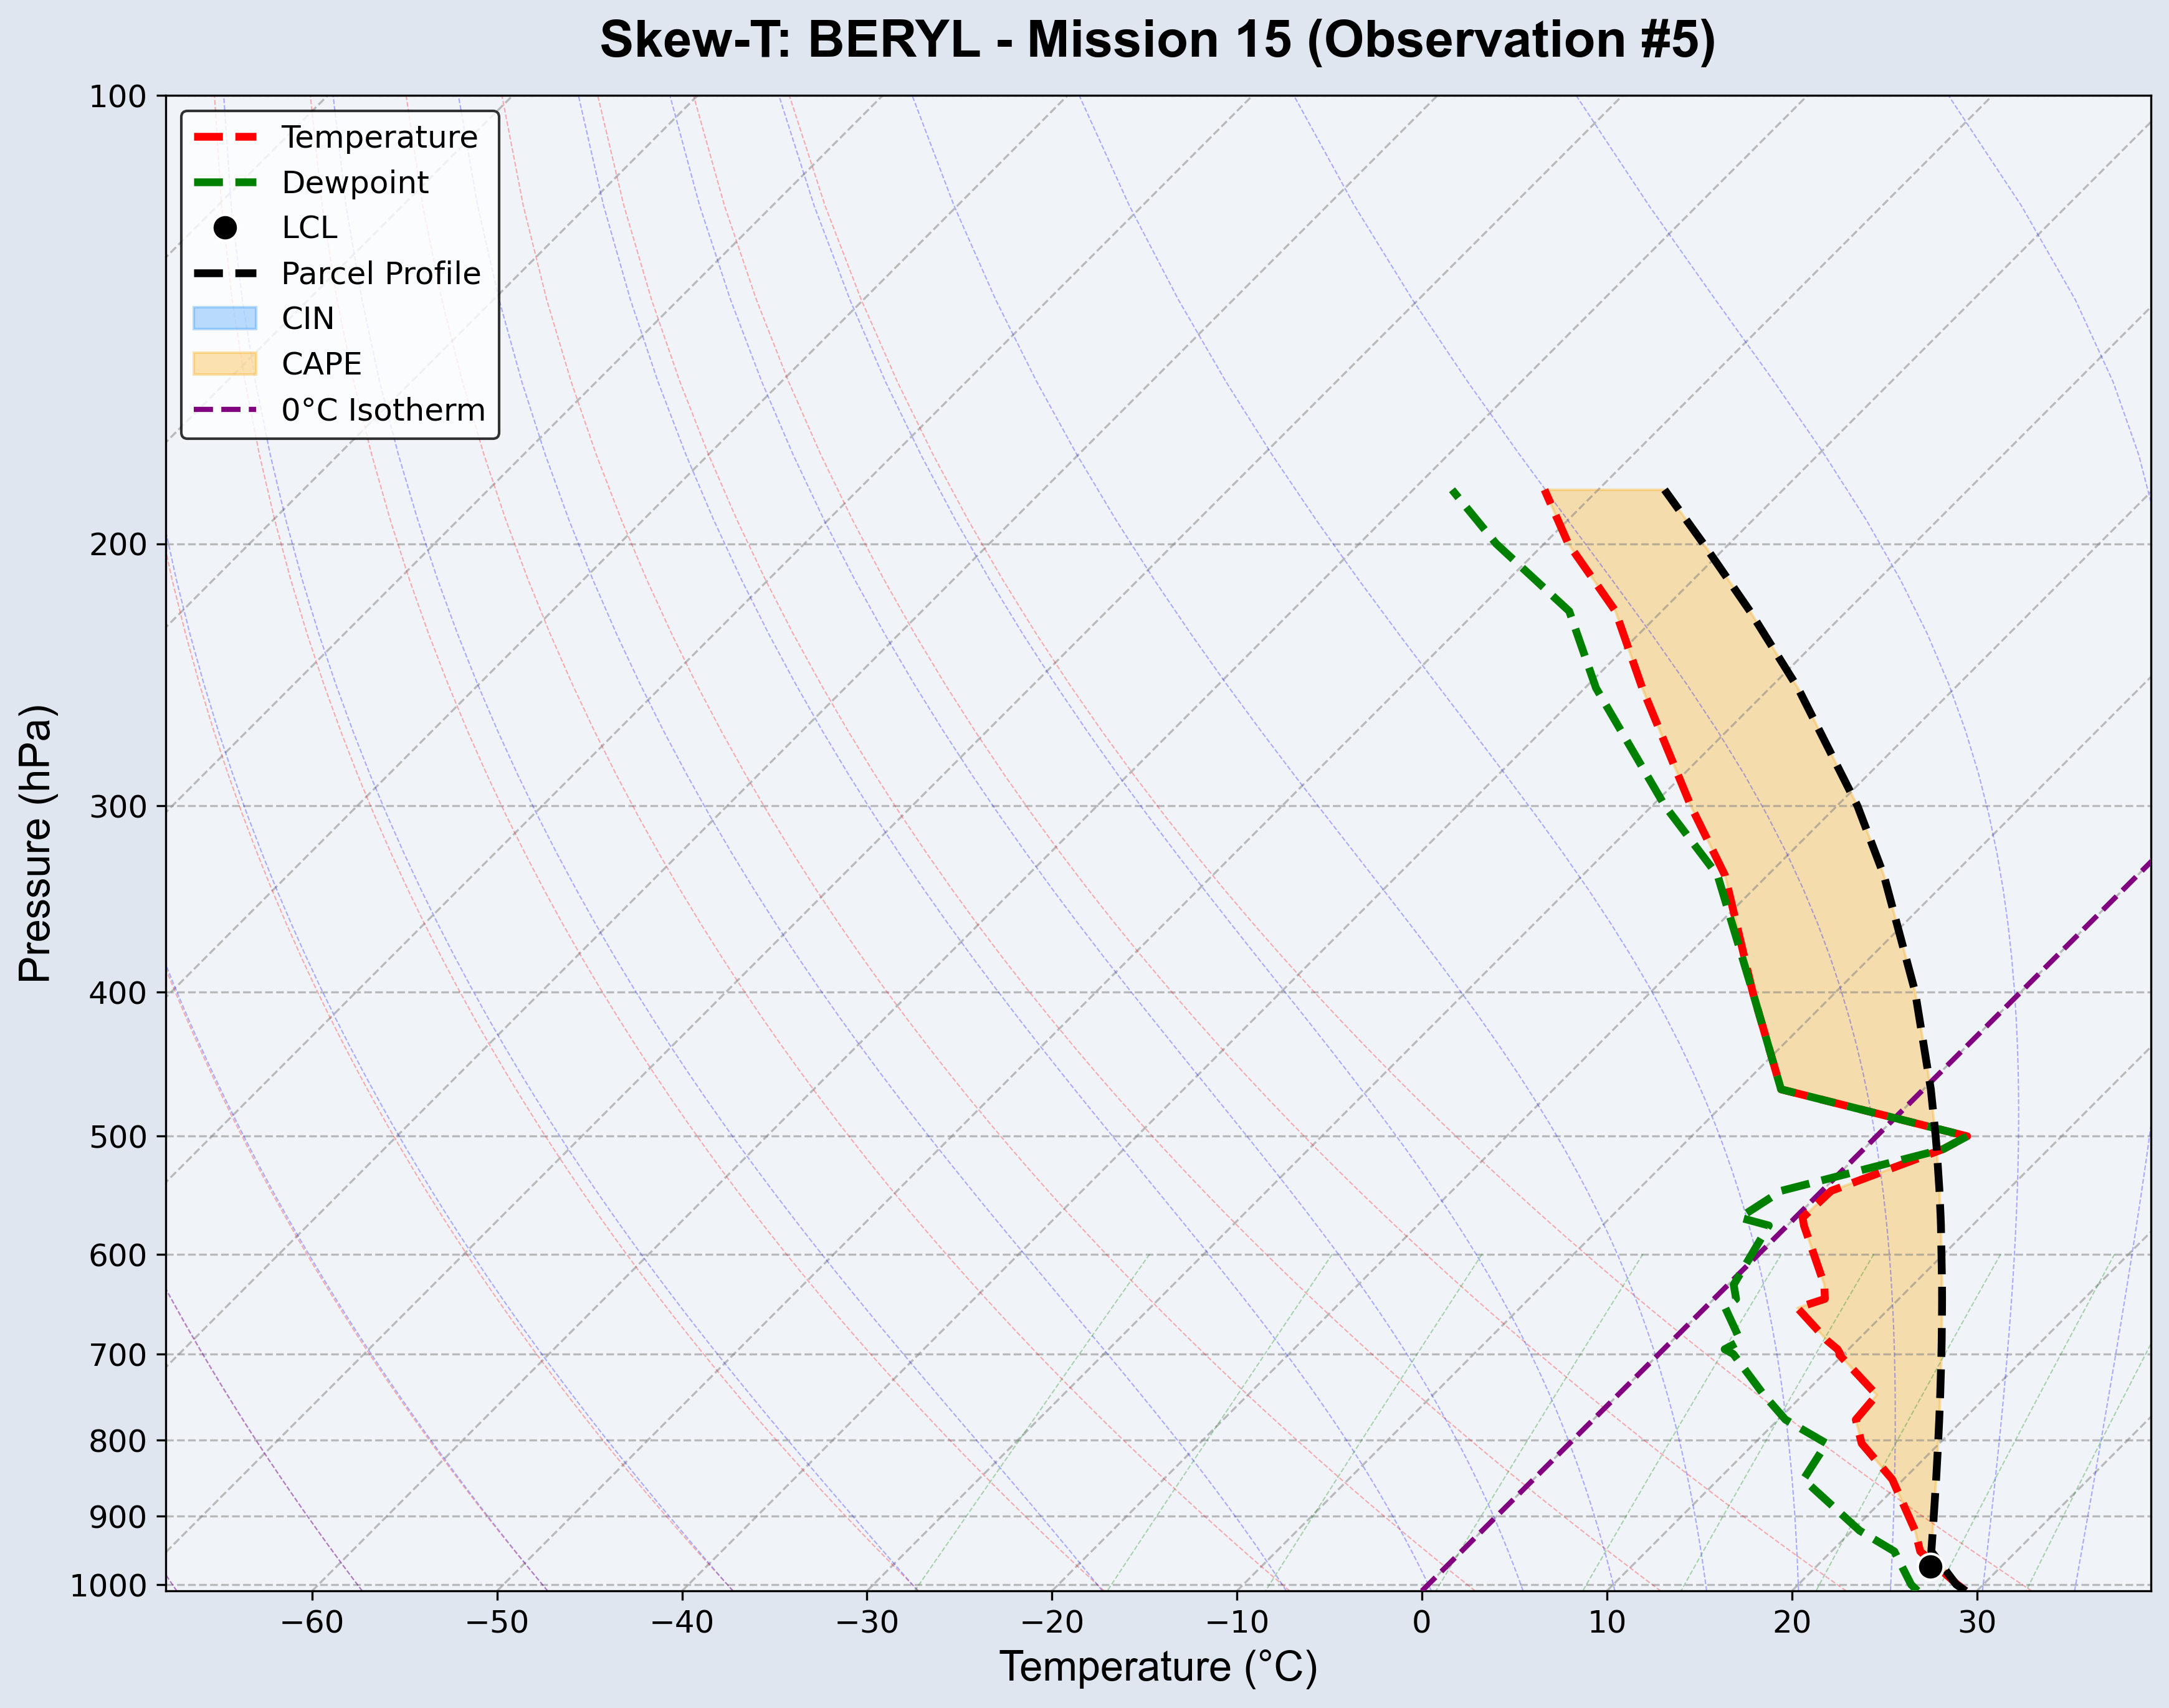 Skew-T: BERYL - Mission 15 (Observation #5)
Temperature
Dewpoint
LCL
Parcel Profile
CIN
CAPE
0°C Isotherm
Pressure (hPa)
100
200
300
400
500
600
700
800
900
1000
−60 −50 −40 −30 −20 −10 0 10 20 30
Temperature (°C)